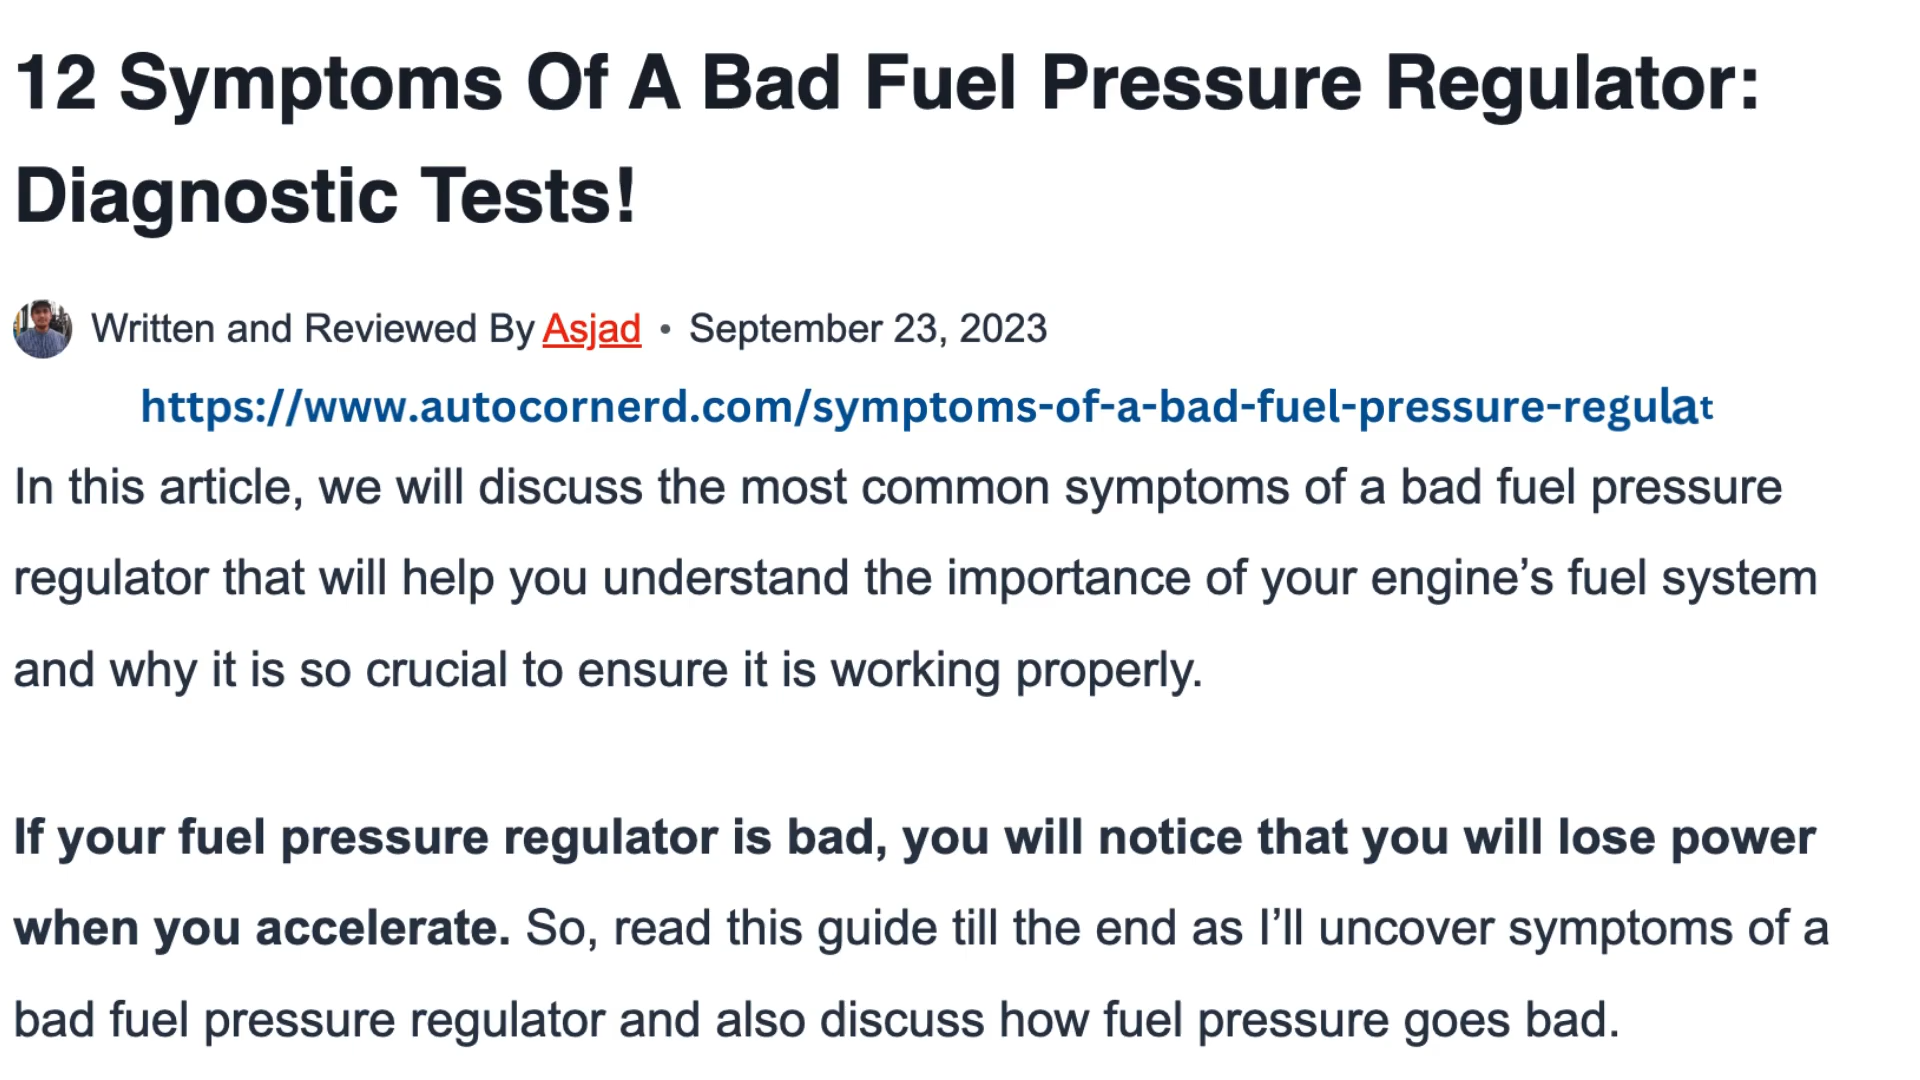 12 Symptoms Of A Bad Fuel Pressure Regulator:
Diagnostic Tests!
Written and Reviewed By Asjad • September 23, 2023
https://www.autocornerd.com/symptoms-of-a-bad-fuel-pressure-regulat
In this article, we will discuss the most common symptoms of a bad fuel pressure
regulator that will help you understand the importance of your engine’s fuel system
and why it is so crucial to ensure it is working properly.
If your fuel pressure regulator is bad, you will notice that you will lose power
when you accelerate. So, read this guide till the end as I’ll uncover symptoms of a
bad fuel pressure regulator and also discuss how fuel pressure goes bad.